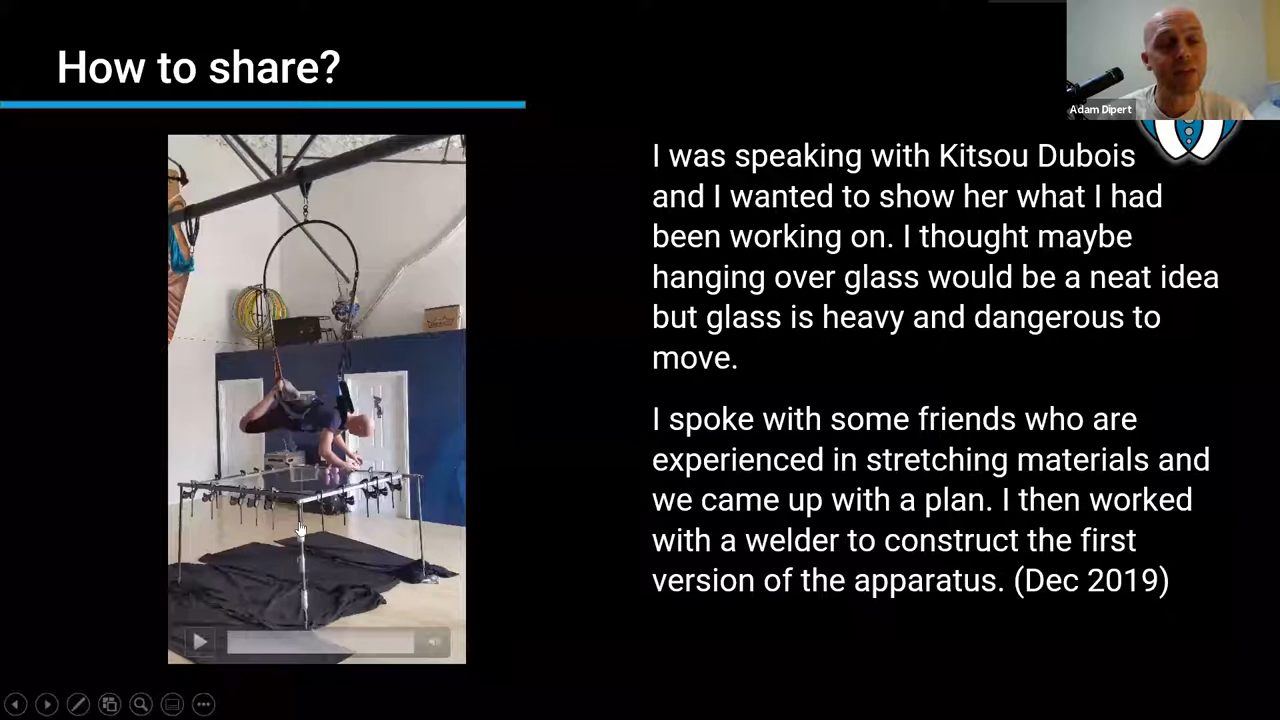 How to share?
Adam Dipert
I was speaking with Kitsou Dubois
and I wanted to show her what I had
been working on. I thought maybe
hanging over glass would be a neat idea
but glass is heavy and dangerous to
move.
I spoke with some friends who are
experienced in stretching materials and
we came up with a plan. I then worked
with a welder to construct the first
version of the apparatus. (Dec 2019)